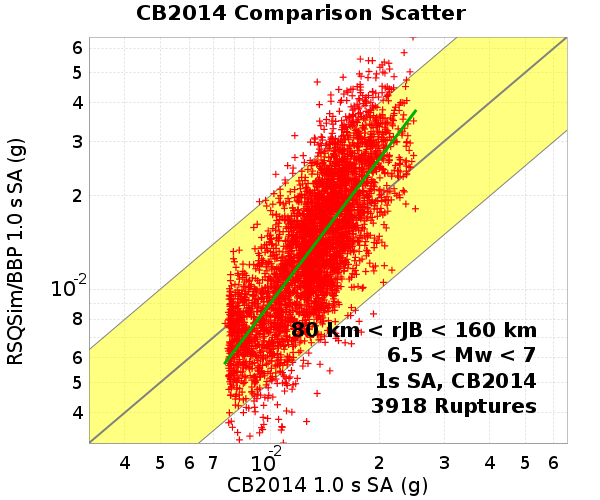 CB2014 Comparison Scatter
RSQSim/BBP 1.0 s SA (g)
6
5
4
3
2
10-2
8
6
5
4
80 km < rJB < 160 km
6.5 < Mw < 7
1s SA, CB2014
3918 Ruptures
4 5 6 7 10-2 2 3 4 5 6
CB2014 1.0 s SA (g)